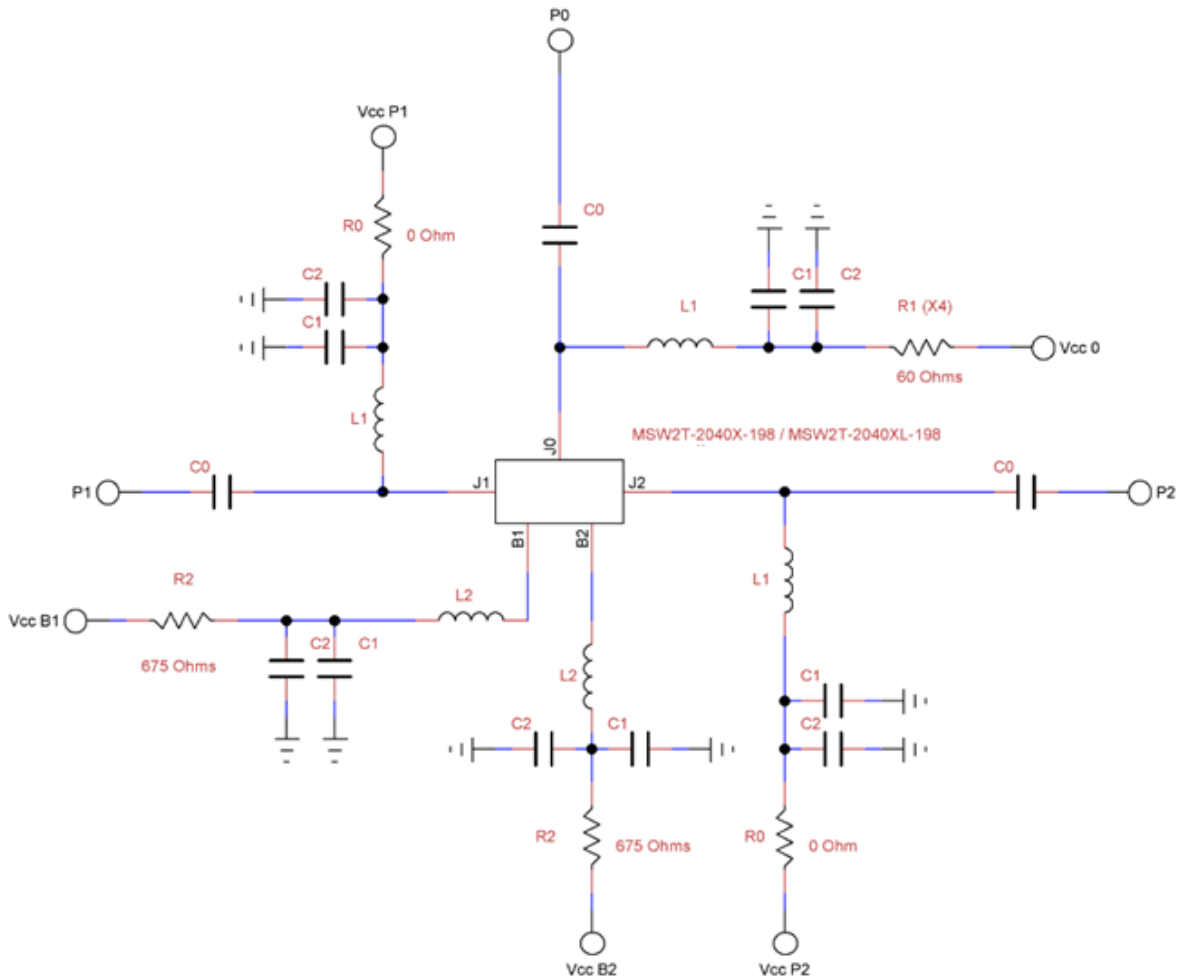 P0
Vcc P1
C0
R0
0 Ohm
C2
C1
C2
C1
L1
R1 (X4)
Vcc 0
60 Ohms
L1
MSW2T-2040X-198 / MSW2T-2040XL-198
J0
C0
C0
P1
J1
J2
P2
B1
B2
R2
L2
L1
Vcc B1
C2
C1
675 Ohms
L2
C1
C2
C1
C2
R2
675 Ohms
R0
0 Ohm
Vcc B2
Vcc P2